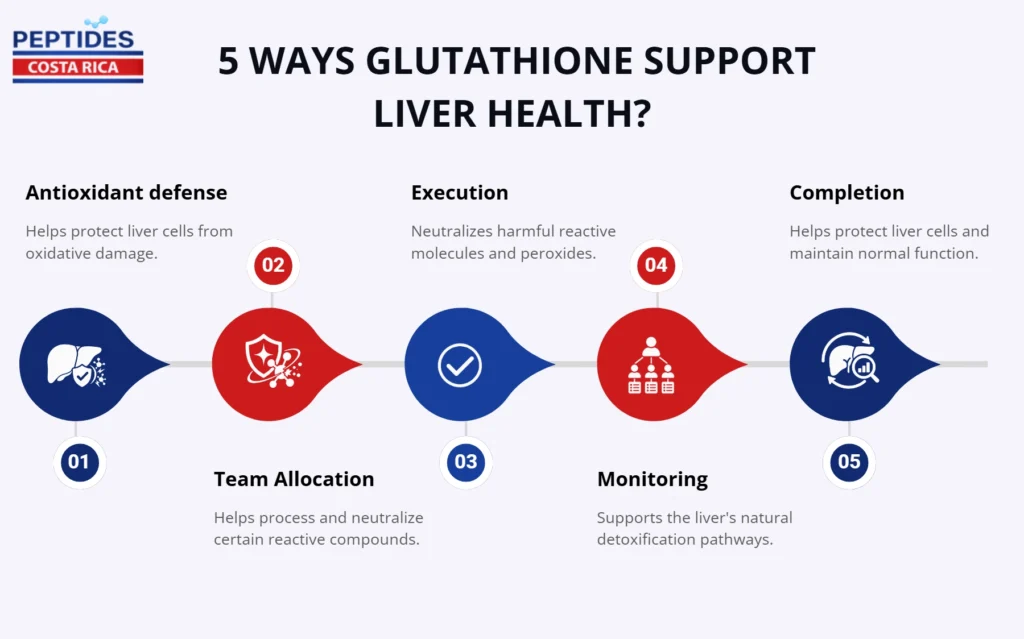 PEPTIDES
COSTA RICA
5 WAYS GLUTATHIONE SUPPORT
LIVER HEALTH?
Antioxidant defense
Helps protect liver cells from
oxidative damage.
01
02
Team Allocation
Helps process and neutralize
certain reactive compounds.
Execution
Neutralizes harmful reactive
molecules and peroxides.
03
04
Monitoring
Supports the liver's natural
detoxification pathways.
Completion
Helps protect liver cells and
maintain normal function.
05